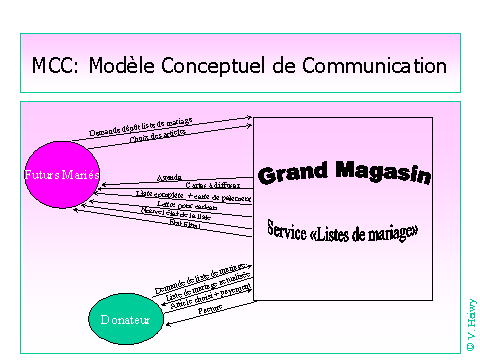 MCC: Modèle Conceptuel de Communication
Demande dépôt liste de mariage
Choix des articles
Futurs Mariés
Agenda
Cartes à diffuser
Liste complète + carte de paiement
Lettre pour cadeau
Nouvel état de la liste
Etat final
Grand Magasin
Service «Listes de mariage»
Demande de liste de mariage
Liste de mariage actualisée
Article choisi + payement
Facture
Donateur
© V. Heiwy